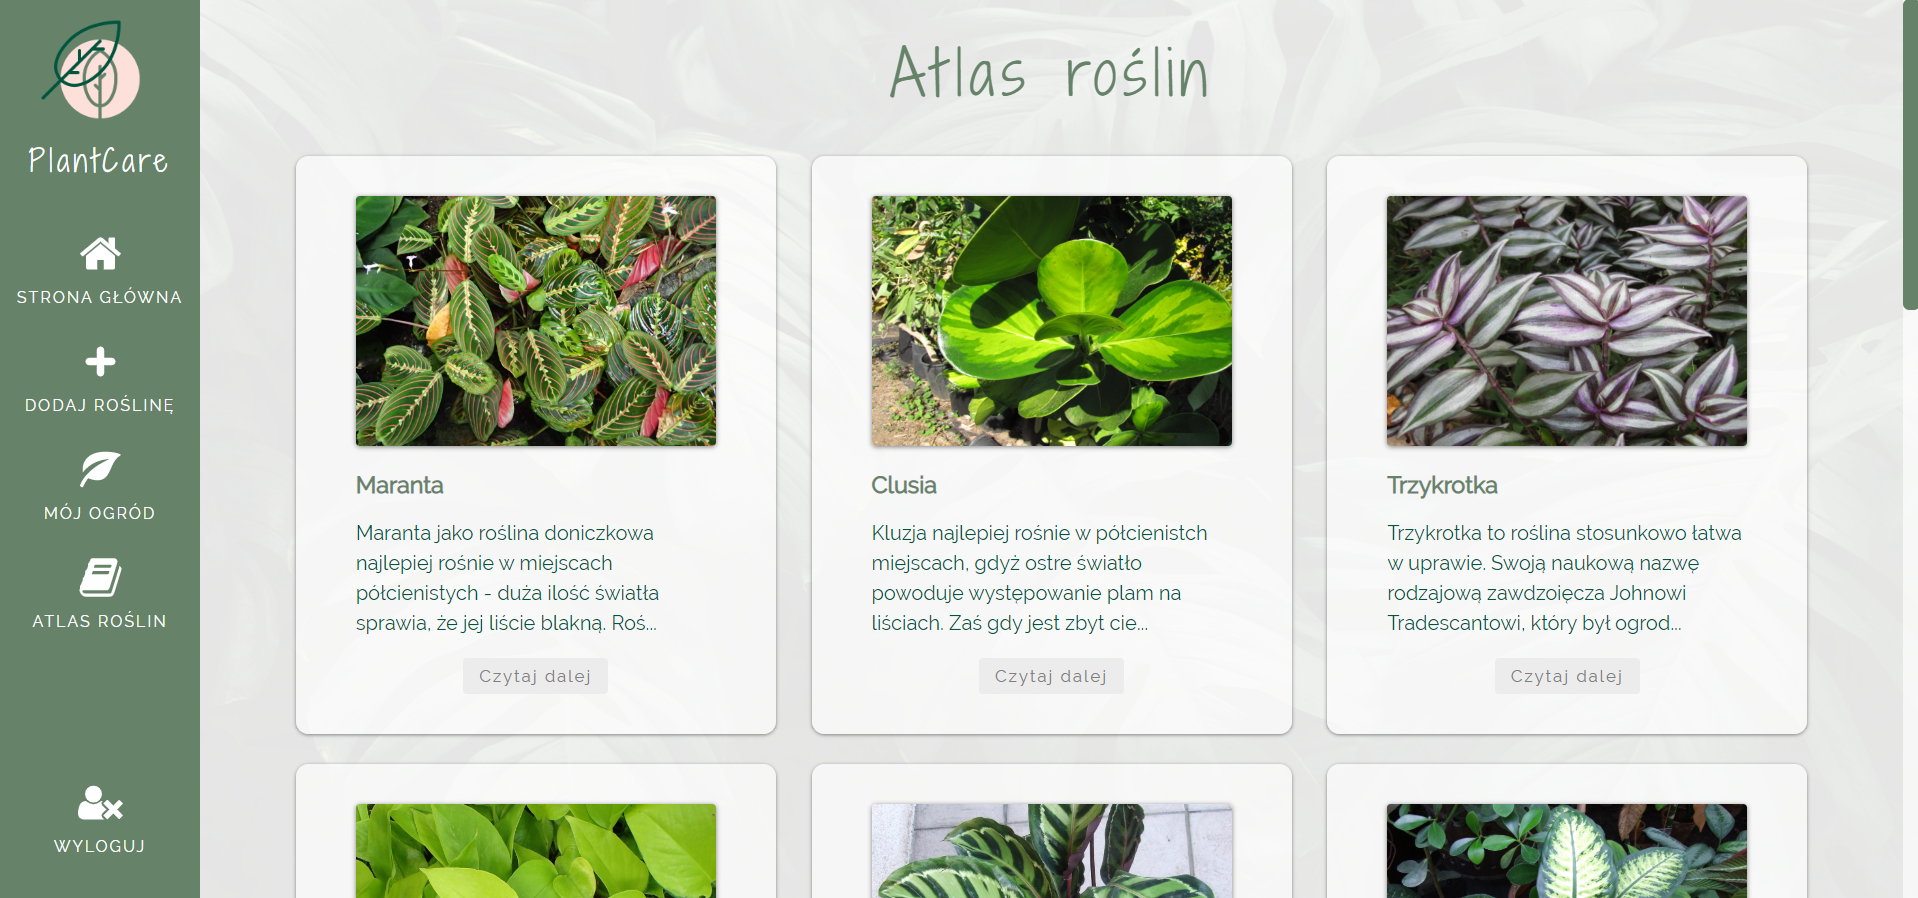 PlantCare
STRONA GŁÓWNA
DODAJ ROŚLINĘ
MÓJ OGRÓD
ATLAS ROŚLIN
WYLOGUJ
Atlas roślin
Maranta
Maranta jako roślina doniczkowa
najlepiej rośnie w miejscach
półcienistych - duża ilość światła
sprawia, że jej liście blakną. Roś...
Czytaj dalej
Clusia
Kluzja najlepiej rośnie w półcienistch
miejscach, gdyż ostre światło
powoduje występowanie plam na
liściach. Zaś gdy jest zbyt cie...
Czytaj dalej
Trzykrotka
Trzykrotka to roślina stosunkowo łatwa
w uprawie. Swoją naukową nazwę
rodzajową zawdzoięcza Johnowi
Tradescantowi, który był ogrod...
Czytaj dalej